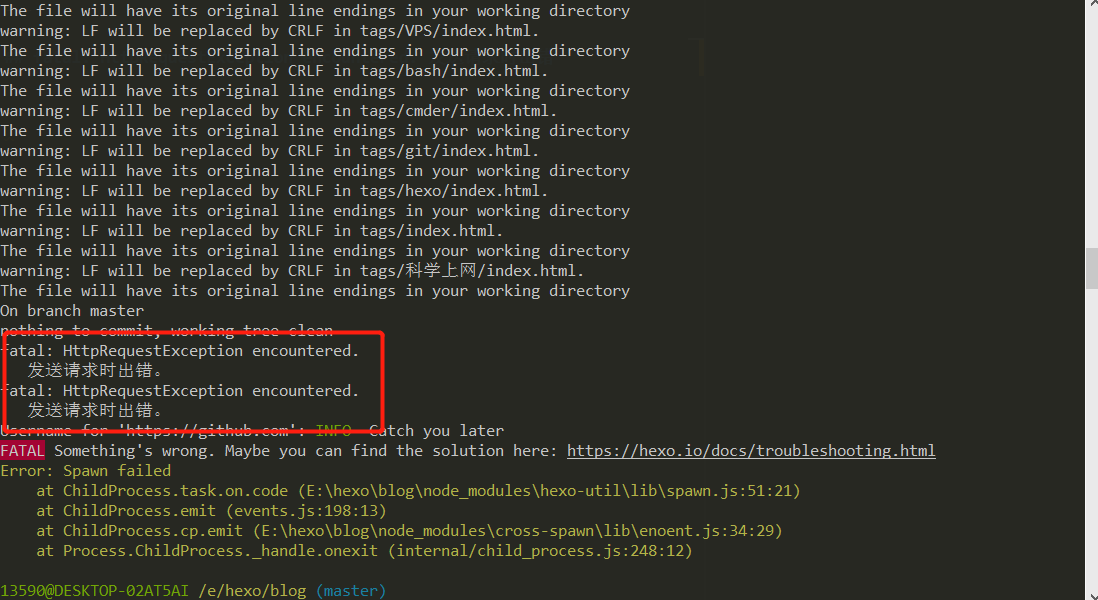 The file will have its original line endings in your working directory
warning: LF will be replaced by CRLF in tags/VPS/index.html.
The file will have its original line endings in your working directory
warning: LF will be replaced by CRLF in tags/bash/index.html.
The file will have its original line endings in your working directory
warning: LF will be replaced by CRLF in tags/cmder/index.html.
The file will have its original line endings in your working directory
warning: LF will be replaced by CRLF in tags/git/index.html.
The file will have its original line endings in your working directory
warning: LF will be replaced by CRLF in tags/hexo/index.html.
The file will have its original line endings in your working directory
warning: LF will be replaced by CRLF in tags/index.html.
The file will have its original line endings in your working directory
warning: LF will be replaced by CRLF in tags/科学上网/index.html.
The file will have its original line endings in your working directory
On branch master
nothing to commit, working tree clean
fatal: HttpRequestException encountered.
发送请求时出错。
fatal: HttpRequestException encountered.
发送请求时出错。
Username for 'https://github.com': INFO  Catch you later
FATAL Something's wrong. Maybe you can find the solution here: https://hexo.io/docs/troubleshooting.html
Error: Spawn failed
    at ChildProcess.task.on.code (E:\hexo\blog\node_modules\hexo-util\lib\spawn.js:51:21)
    at ChildProcess.emit (events.js:198:13)
    at ChildProcess.cp.emit (E:\hexo\blog\node_modules\cross-spawn\lib\enoent.js:34:29)
    at Process.ChildProcess._handle.onexit (internal/child_process.js:248:12)
13590@DESKTOP-02AT5AI /e/hexo/blog (master)